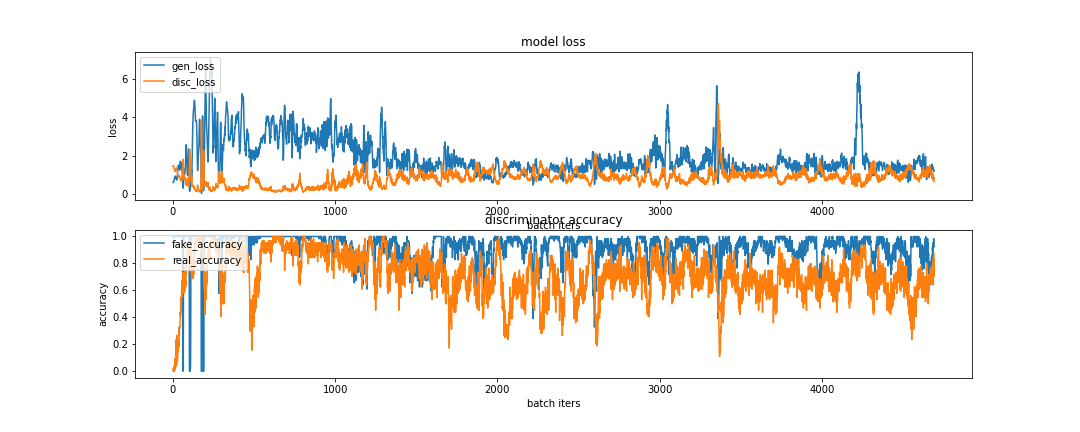 model loss
gen_loss
disc_loss
loss
6
4
2
0
0 1000 2000 3000 4000
batch iters
discriminator accuracy
fake_accuracy
real_accuracy
accuracy
1.0
0.8
0.6
0.4
0.2
0.0
0 1000 2000 3000 4000
batch iters